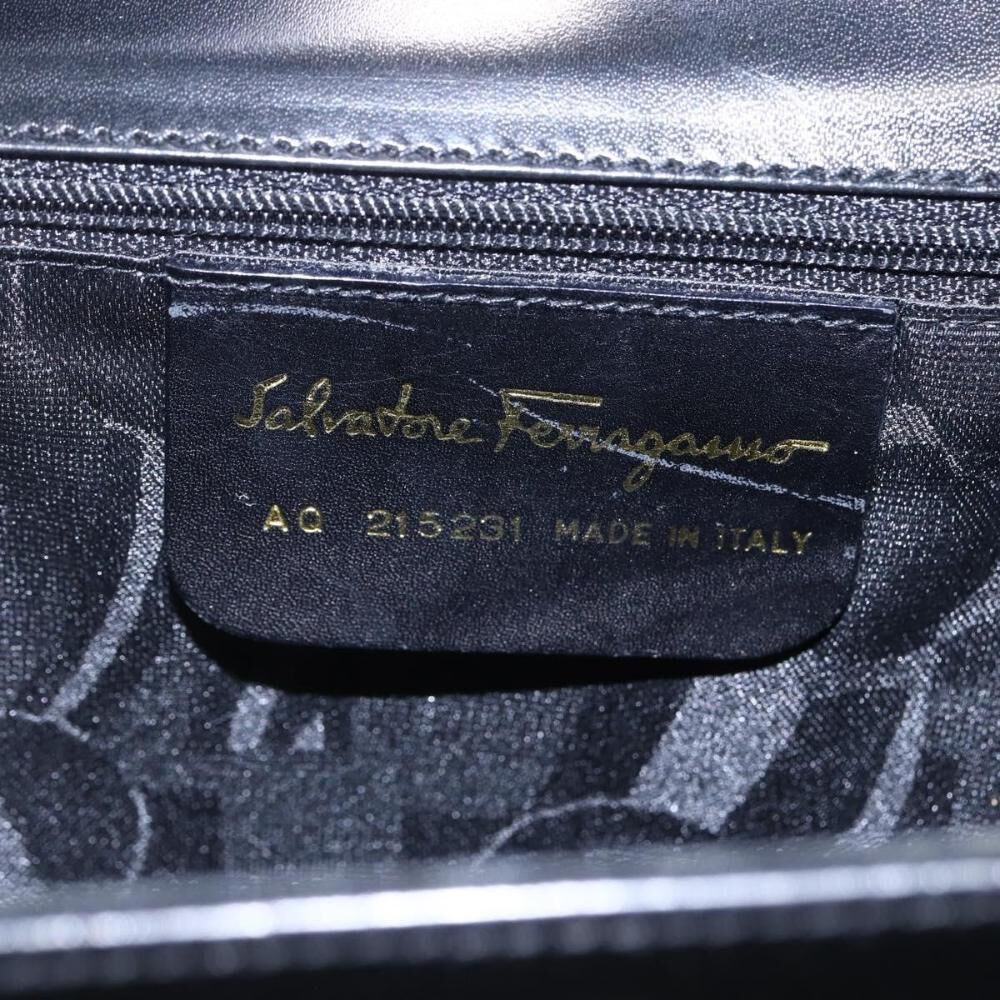 Salvatore Ferragamo
AQ 215231 MADE IN ITALY